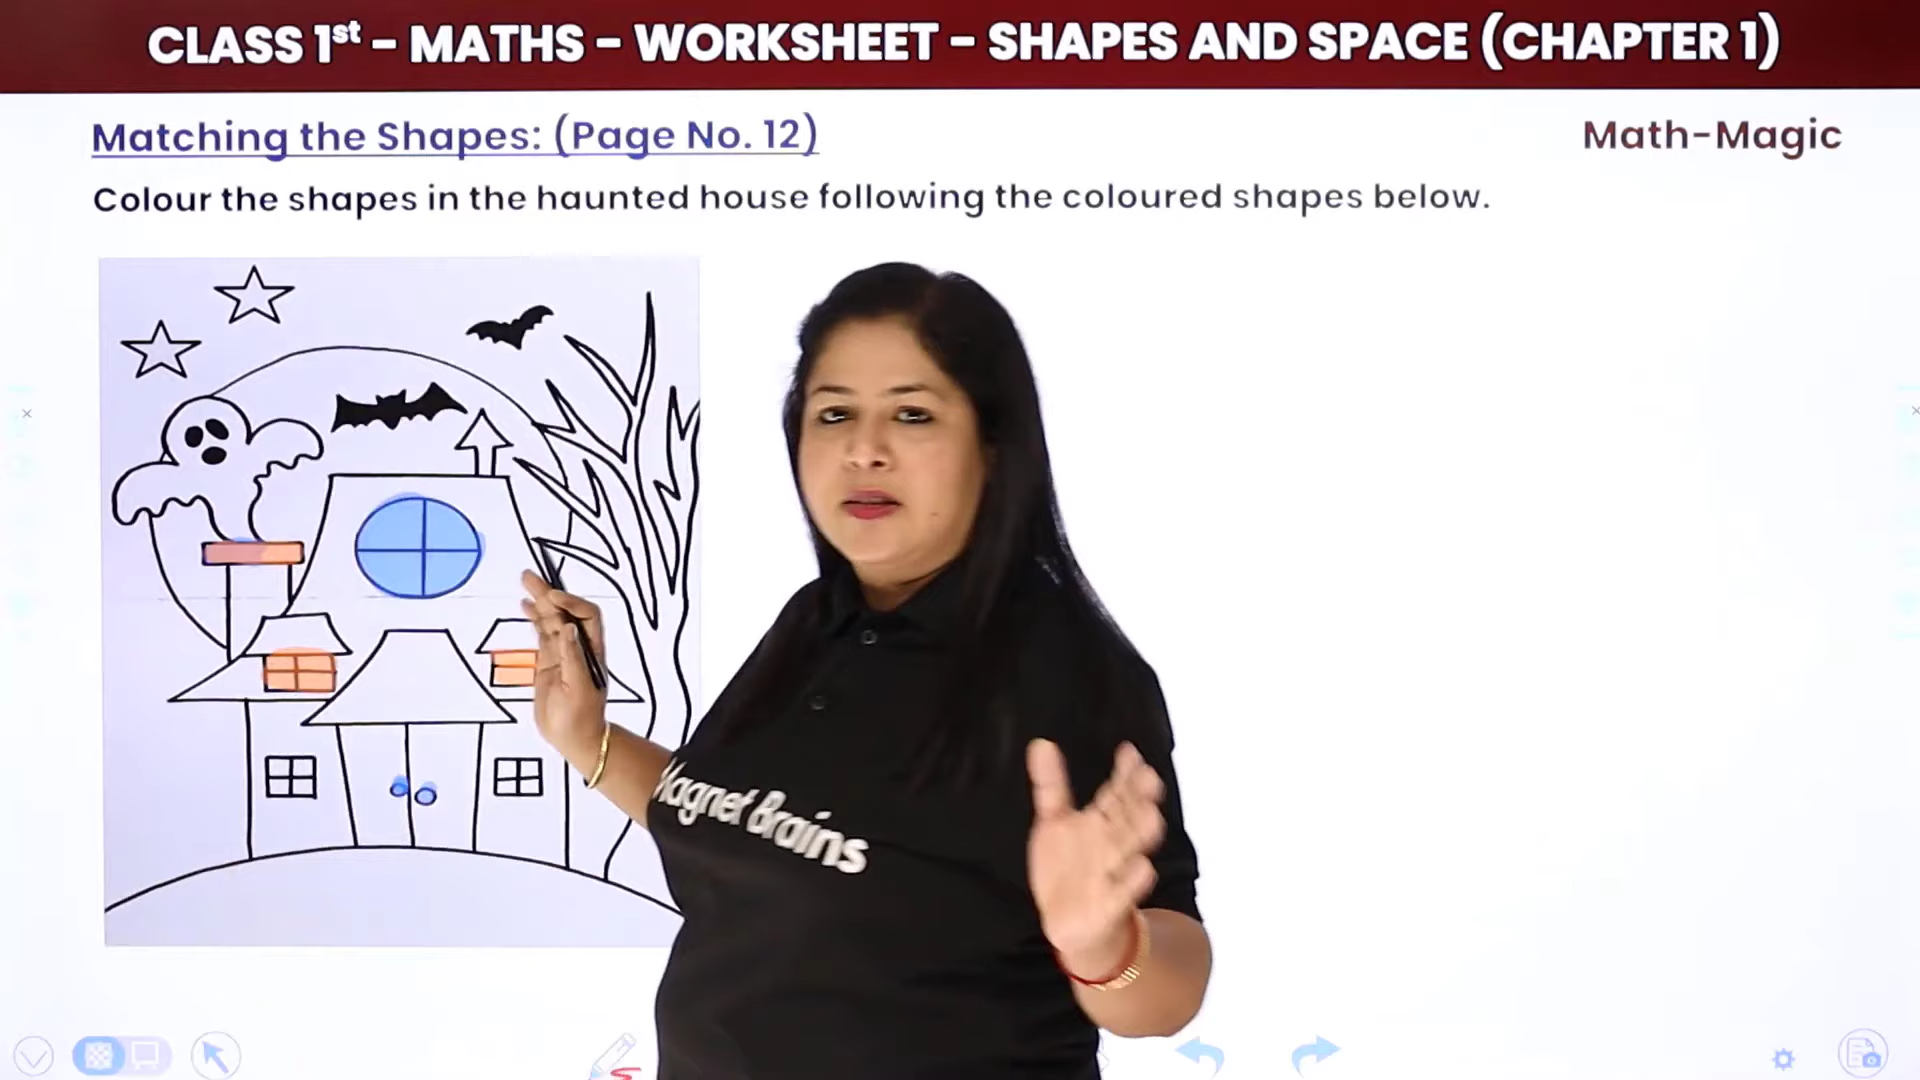 CLASS 1st - MATHS - WORKSHEET - SHAPES AND SPACE (CHAPTER 1)
Matching the Shapes: (Page No. 12)
Math-Magic
Colour the shapes in the haunted house following the coloured shapes below.
Magnet Brains